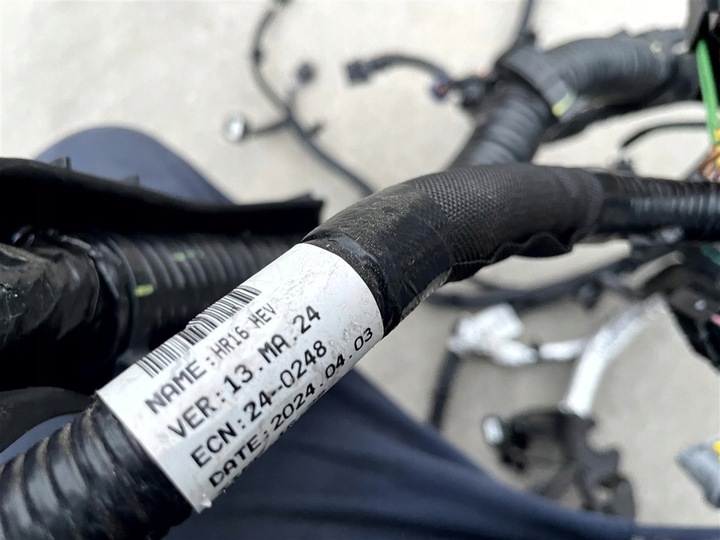 NAME:HR16 HEV
VER:13.MA.24
ECN:24-0248
DATE:2024.04.03